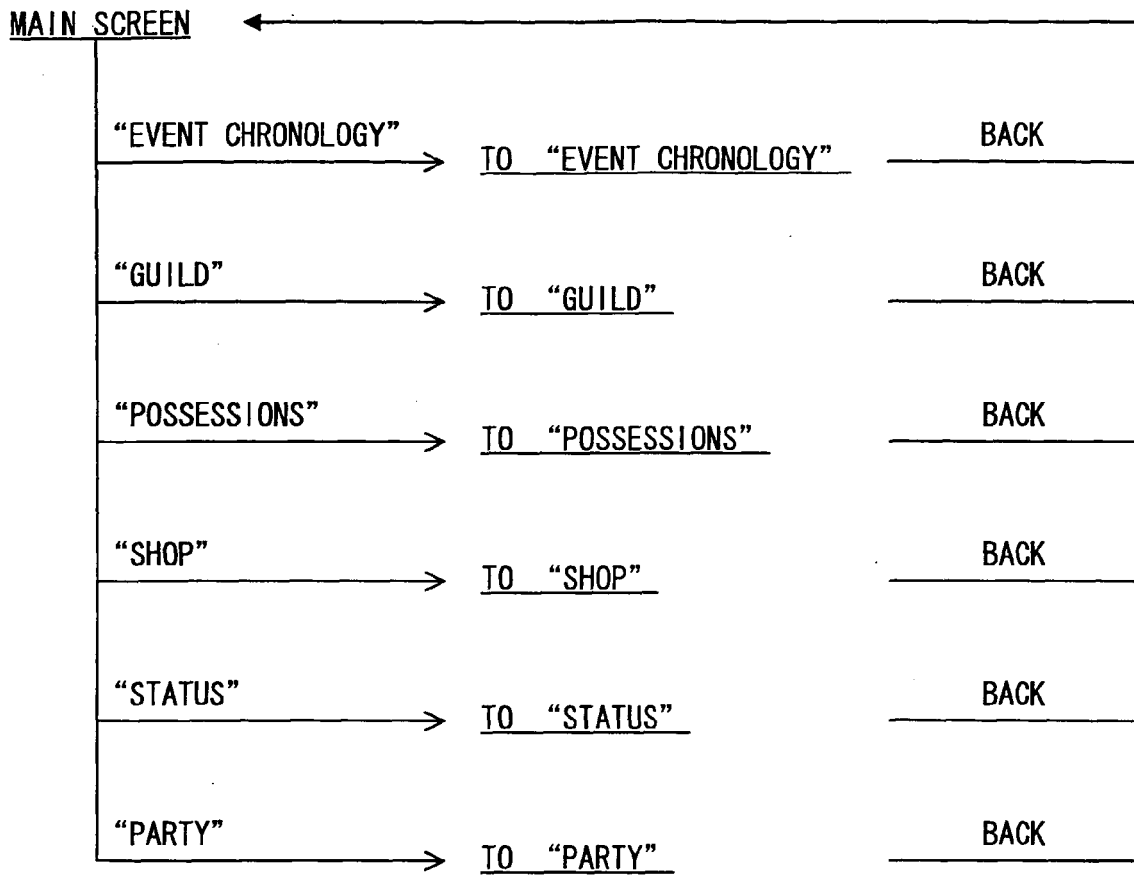 MAIN SCREEN
“EVENT CHRONOLOGY”
TO “EVENT CHRONOLOGY”
BACK
“GUILD”
TO “GUILD”
BACK
“POSSESSIONS”
TO “POSSESSIONS”
BACK
“SHOP”
TO “SHOP”
BACK
“STATUS”
TO “STATUS”
BACK
“PARTY”
TO “PARTY”
BACK